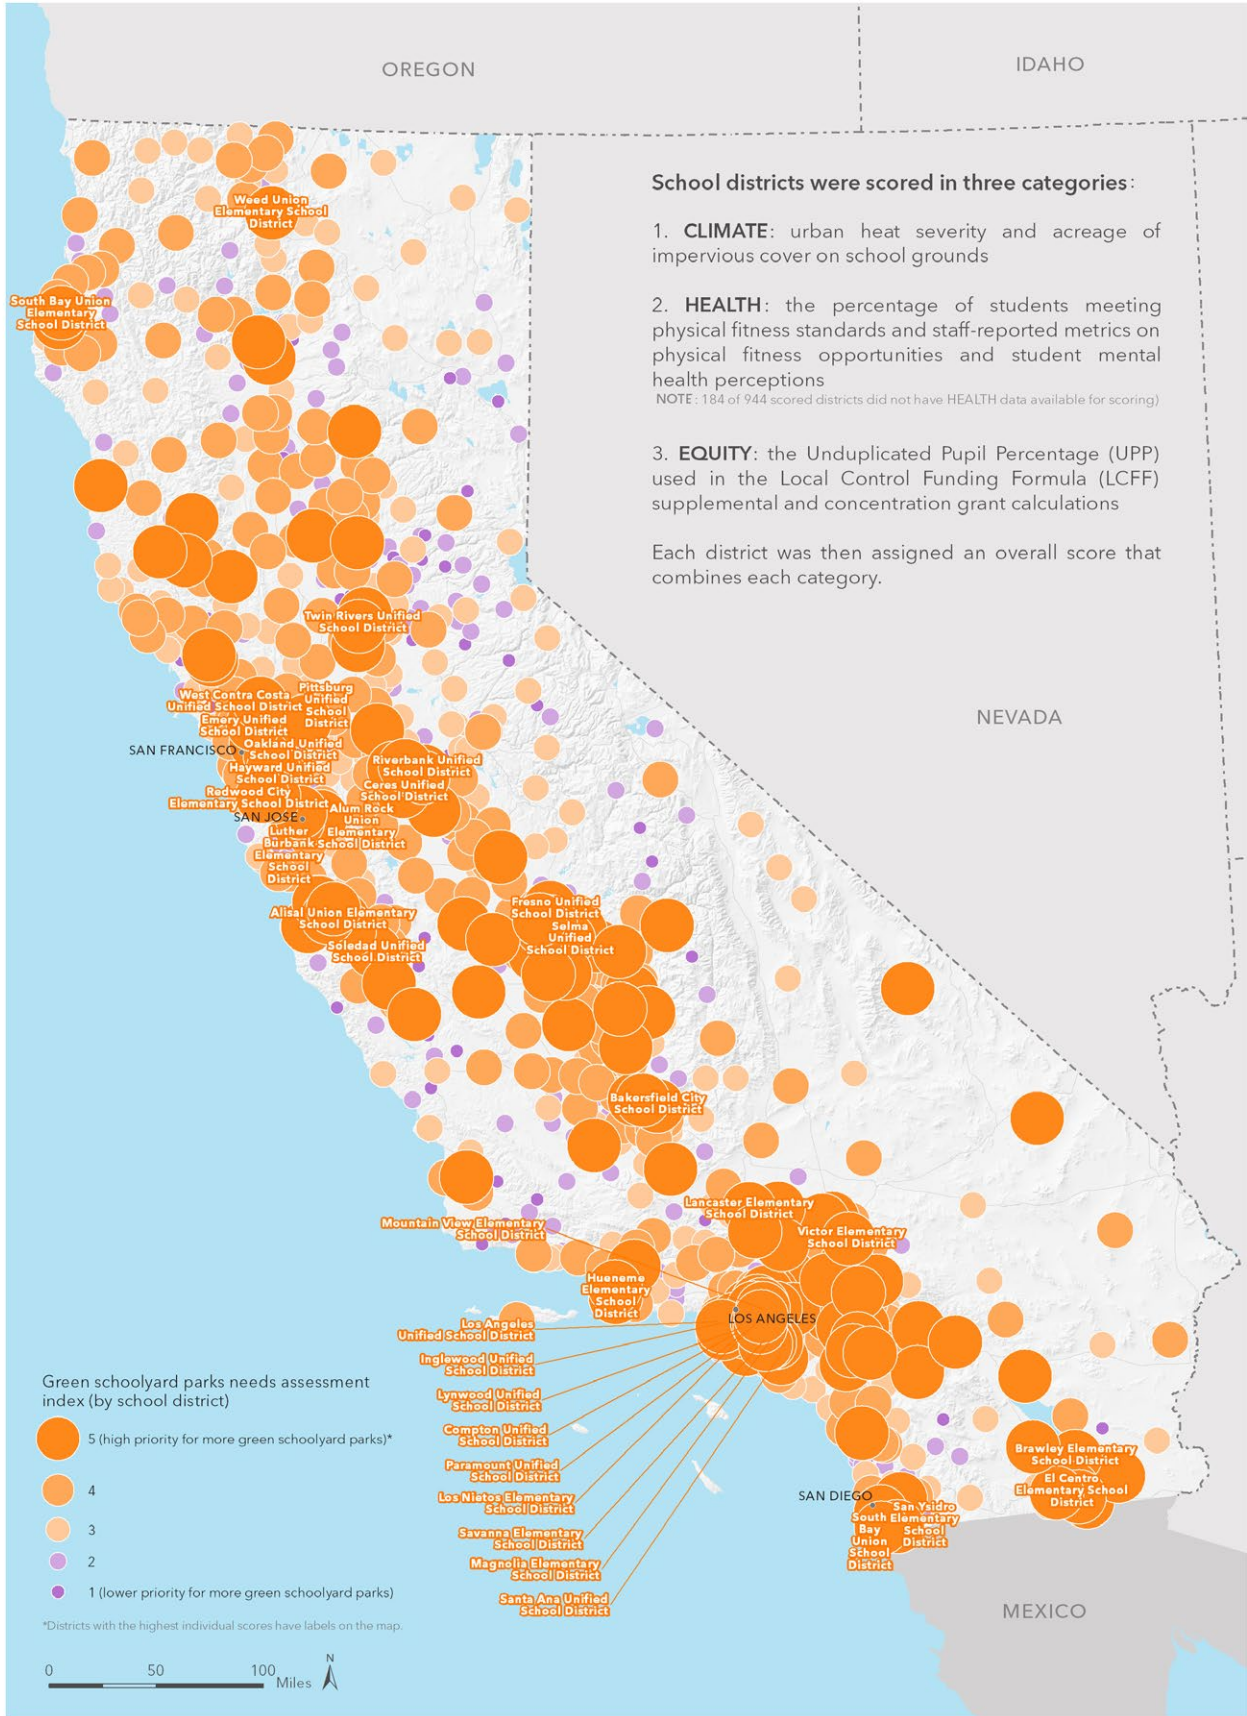 OREGON
IDAHO
School districts were scored in three categories:
1. CLIMATE: urban heat severity and acreage of
impervious cover on school grounds
2. HEALTH: the percentage of students meeting
physical fitness standards and staff-reported metrics on
physical fitness opportunities and student mental
health perceptions
NOTE: 184 of 944 scored districts did not have HEALTH data available for scoring)
3. EQUITY: the Unduplicated Pupil Percentage (UPP)
used in the Local Control Funding Formula (LCFF)
supplemental and concentration grant calculations
Each district was then assigned an overall score that
combines each category.
Weed Union
Elementary School
District
South Bay Union
Elementary
School District
Twin Rivers Unified
School District
NEVADA
West Contra Costa
Unified School District
Pittsburg
Unified
School
District
Emery Unified
School District
SAN FRANCISCO
Oakland Unified
School District
Hayward Unified
School District
Riverbank Unified
School District
Ceres Unified
School District
Redwood City
Elementary School District
SAN JOSE
Alum Rock
Union
Elementary
School District
Luther
Burbank
Elementary
School
District
Alisal Union Elementary
School District
Soledad Unified
School District
Fresno Unified
School District
Selma
Unified
School District
Bakersfield City
School District
Lancaster Elementary
School District
Mountain View Elementary
School District
Victor Elementary
School District
Hueneme
Elementary
School
District
LOS ANGELES
Los Angeles
Unified School District
Inglewood Unified
School District
Lynwood Unified
School District
Compton Unified
School District
Paramount Unified
School District
Los Nietos Elementary
School District
Savanna Elementary
School District
Magnolia Elementary
School District
Santa Ana Unified
School District
Brawley Elementary
School District
El Centro
Elementary School
District
SAN DIEGO
South
Bay
Union
School
District
San Ysidro
Elementary
School
District
MEXICO
Green schoolyard parks needs assessment
index (by school district)
5 (high priority for more green schoolyard parks)*
4
3
2
1 (lower priority for more green schoolyard parks)
*Districts with the highest individual scores have labels on the map.
0 50 100
Miles
N